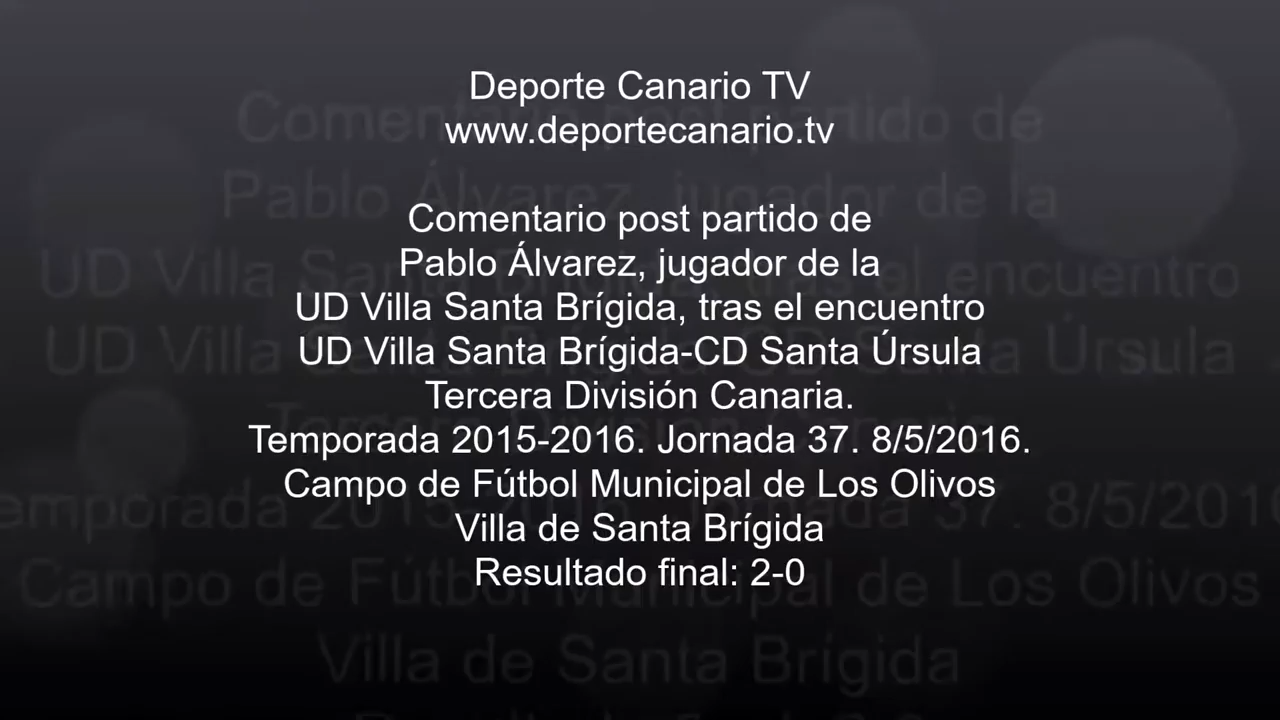 Deporte Canario TV
www.deportecanario.tv
Comentario post partido de
Pablo Álvarez, jugador de la
UD Villa Santa Brígida, tras el encuentro
UD Villa Santa Brígida-CD Santa Úrsula
Tercera División Canaria.
Temporada 2015-2016. Jornada 37. 8/5/2016.
Campo de Fútbol Municipal de Los Olivos
Villa de Santa Brígida
Resultado final: 2-0